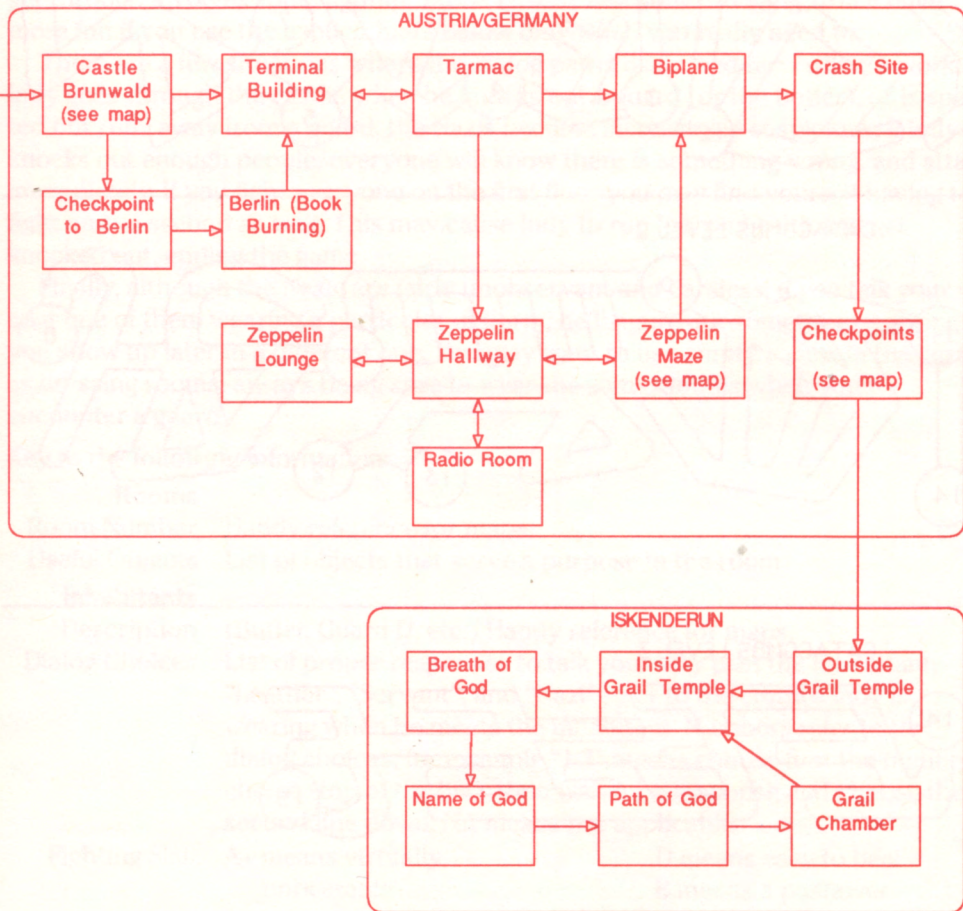 AUSTRIA/GERMANY
Castle
Brunwald
(see map)
Terminal
Building
Tarmac
Biplane
Crash Site
Checkpoint
to Berlin
Berlin (Book
Burning)
Zeppelin
Lounge
Zeppelin
Hallway
Zeppelin
Maze
(see map)
Checkpoints
(see map)
Radio Room
ISKENDERUN
Breath of
God
Inside
Grail Temple
Outside
Grail Temple
Name of God
Path of God
Grail
Chamber